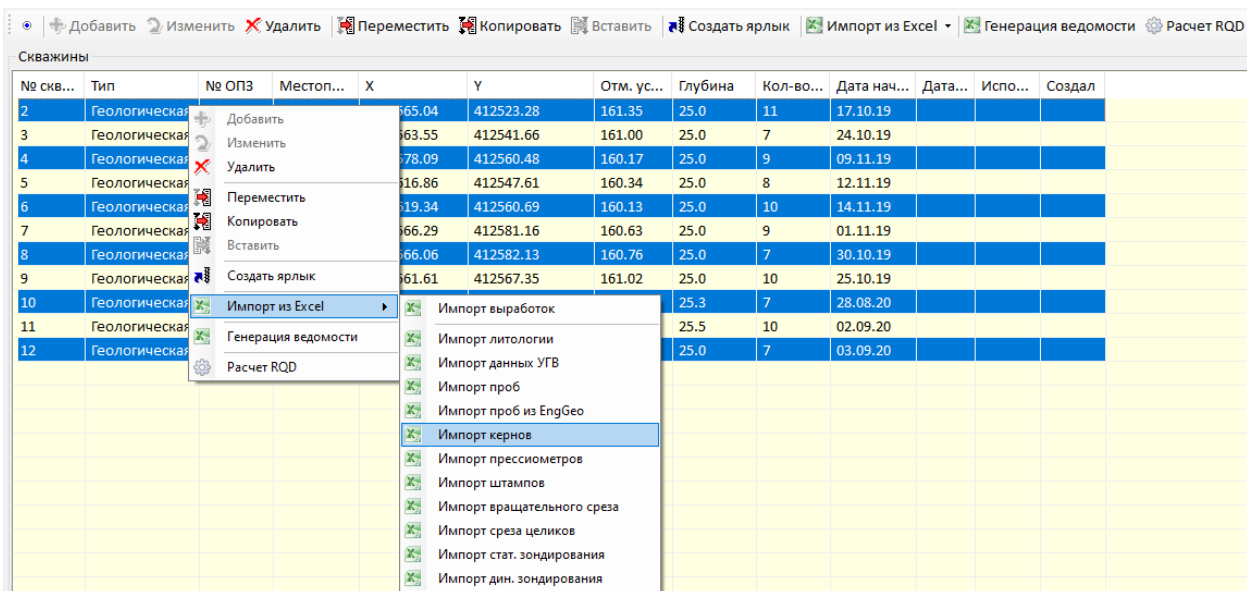 Добавить Изменить Удалить Переместить Копировать Вставить Создать ярлык Импорт из Excel Генерация ведомости Расчет RQD
Скважины
№ скв... Тип № ОПЗ Местоп... X Y Отм. ус... Глубина Кол-во... Дата нач... Дата... Испо... Создал
2 Геологическая 565.04 412523.28 161.35 25.0 11 17.10.19
3 Геологическая 63.55 412541.66 161.00 25.0 7 24.10.19
4 Геологическая 78.09 412560.48 160.17 25.0 9 09.11.19
5 Геологическая 16.86 412547.61 160.34 25.0 8 12.11.19
6 Геологическая 19.34 412560.69 160.13 25.0 10 14.11.19
7 Геологическая 66.29 412581.16 160.63 25.0 9 01.11.19
8 Геологическая 66.06 412582.13 160.76 25.0 7 30.10.19
9 Геологическая 61.61 412567.35 161.02 25.0 10 25.10.19
10 Геологическая 25.3 7 28.08.20
11 Геологическая 25.5 10 02.09.20
12 Геологическая 25.0 7 03.09.20
Добавить
Изменить
Удалить
Переместить
Копировать
Вставить
Создать ярлык
Импорт из Excel
Генерация ведомости
Расчет RQD
Импорт выработок
Импорт литологии
Импорт данных УГВ
Импорт проб
Импорт проб из EngGeo
Импорт кернов
Импорт прессиометров
Импорт штампов
Импорт вращательного среза
Импорт среза целиков
Импорт стат. зондирования
Импорт дин. зондирования